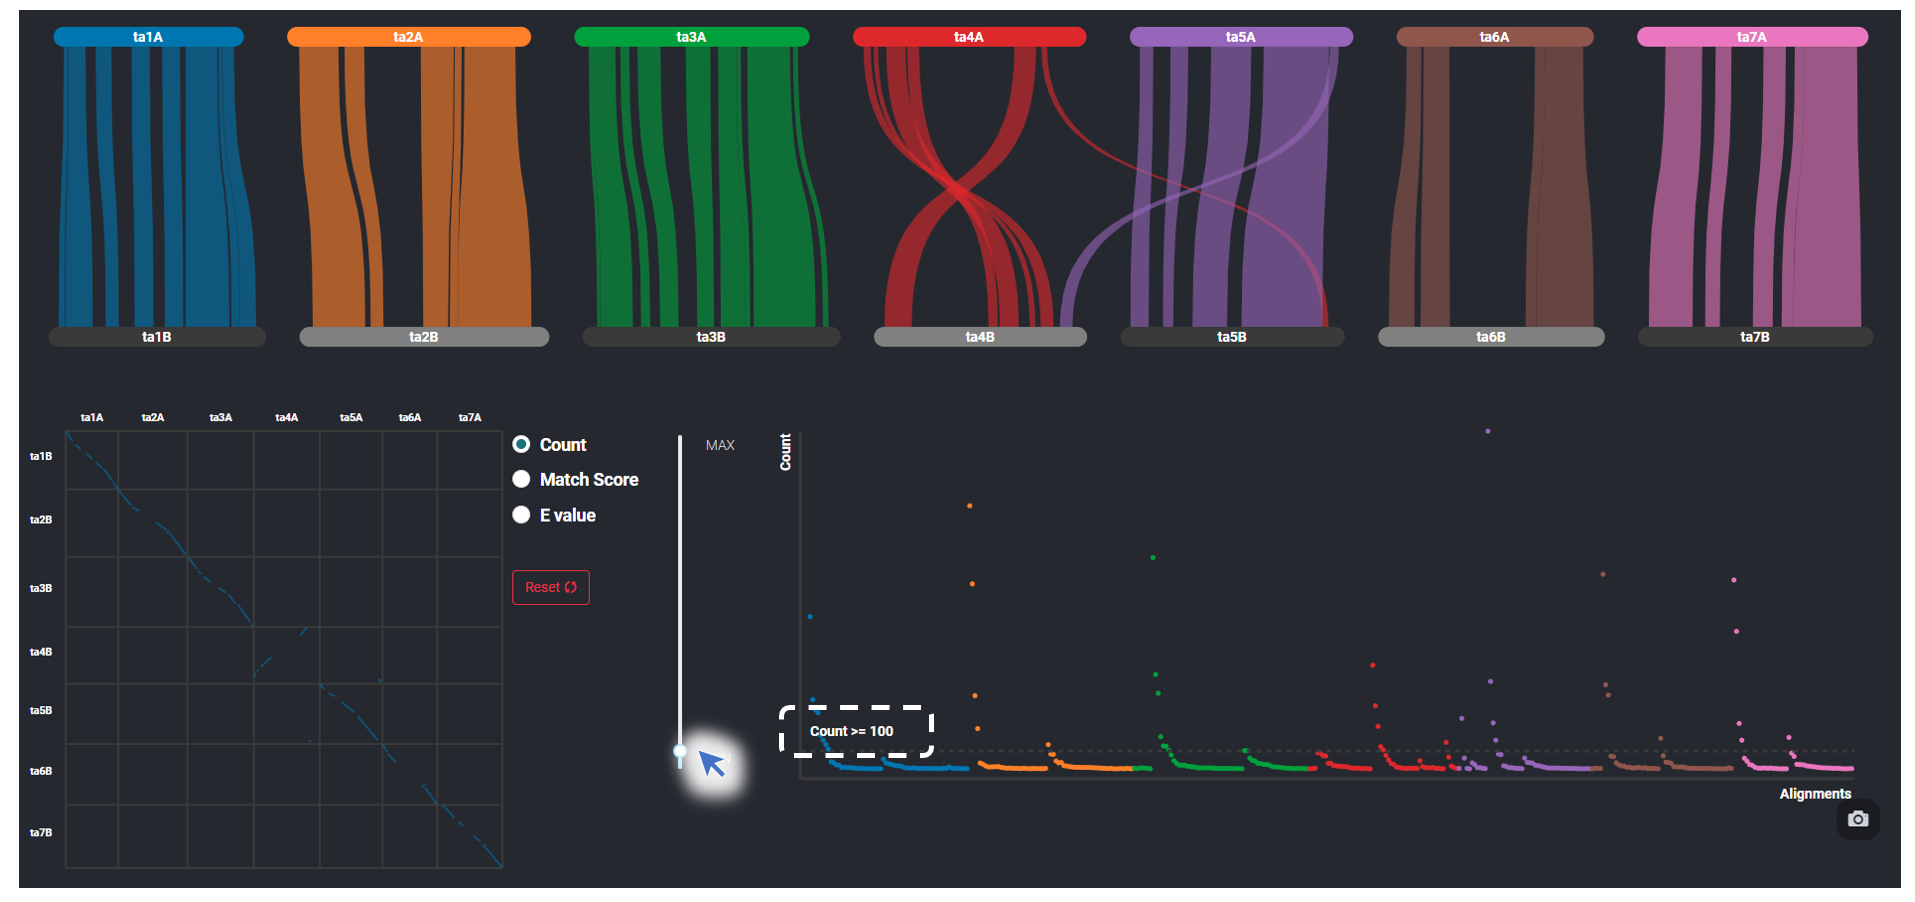 ta1A ta2A ta3A ta4A ta5A ta6A ta7A
ta1B ta2B ta3B ta4B ta5B ta6B ta7B
ta1A ta2A ta3A ta4A ta5A ta6A ta7A
ta1B
ta2B
ta3B
ta4B
ta5B
ta6B
ta7B
Count
Match Score
E value
Reset
MAX
Count
Count >= 100
Alignments